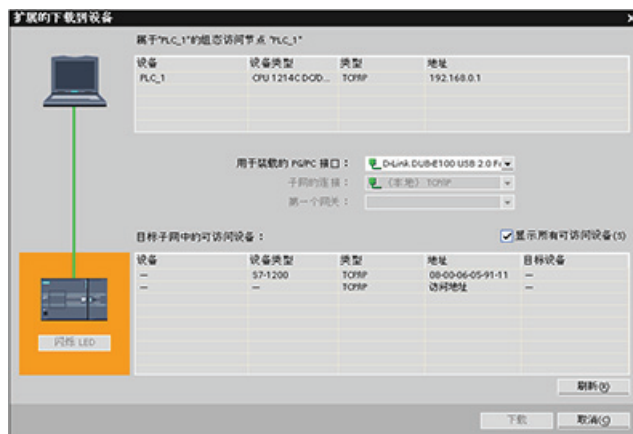 扩展的下载到设备
属于"PLC_1"的组态访问节点 "PLC_1"
设备 设备类型 类型 地址
PLC_1 CPU 1214C DC/D... TCP/IP 192.168.0.1
用于装载的 PG/PC 接口： D-Link DUB-E100 USB 2.0 F
子网的连接： （本地） TCP/IP
第一个网关：
目标子网中的可访问设备： 显示所有可访问设备(S)
设备 设备类型 类型 地址 目标设备
— S7-1200 TCP/IP 08-00-06-05-91-11 —
— — TCP/IP 访问地址 —
闪烁 LED
刷新(R)
下载 取消(C)